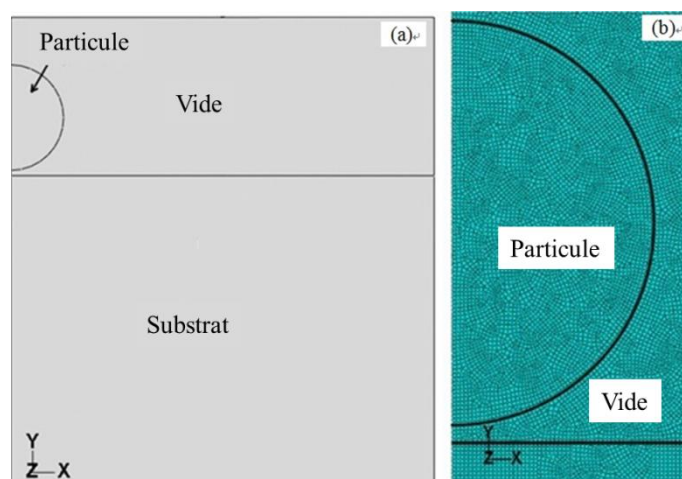 (a)↵
Particule
Vide
Substrat
Y
Z X
(b)↵
Particule
Vide
Y
Z X